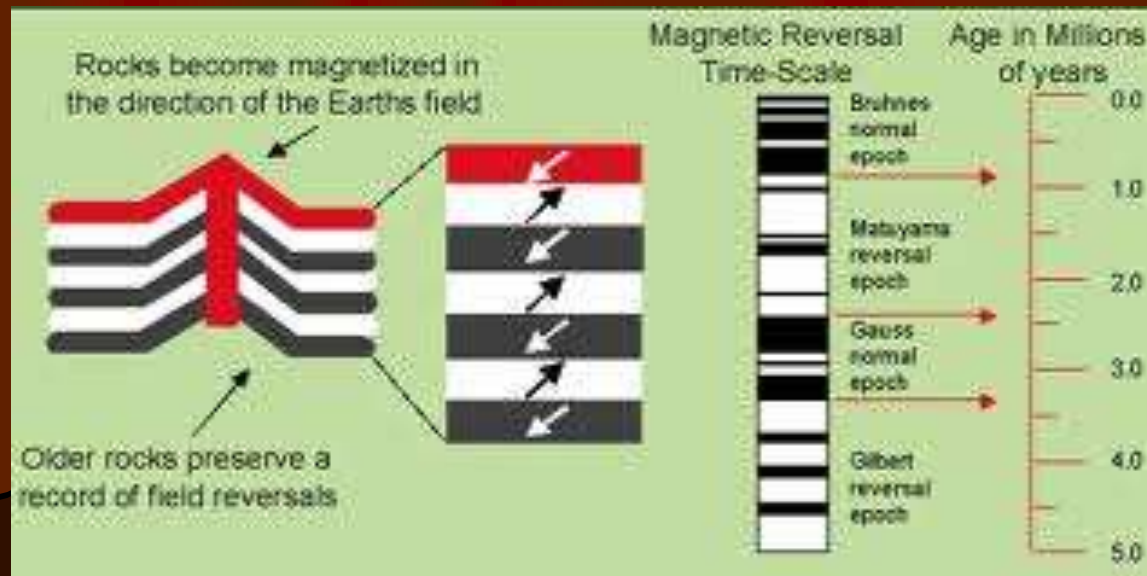 Rocks become magnetized in
the direction of the Earths field
Older rocks preserve a
record of field reversals
Magnetic Reversal
Time-Scale
Bruhnes
normal
epoch
Matuyama
reversal
epoch
Gauss
normal
epoch
Gilbert
reversal
epoch
Age in Millions
of years
0.0
1.0
2.0
3.0
4.0
5.0